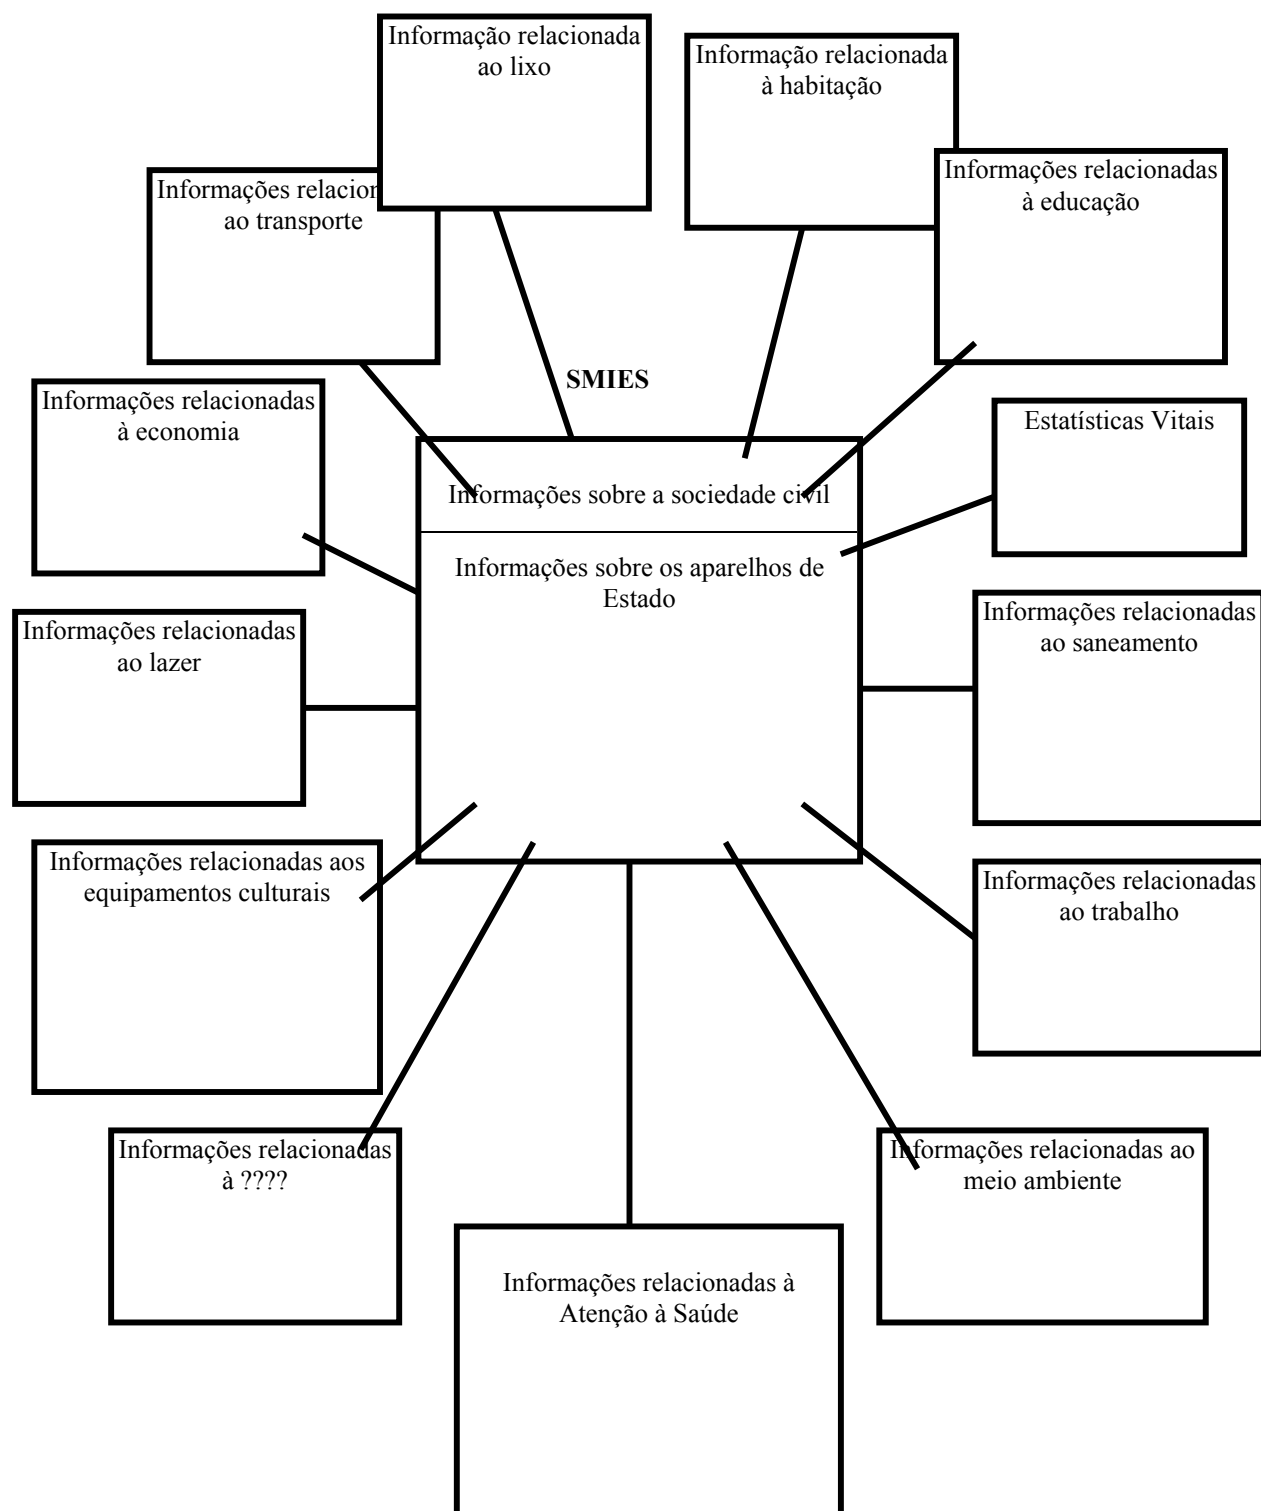 Informação relacionada
ao lixo
Informação relacionada
à habitação
Informações relacion
ao transporte
Informações relacionadas
à educação
SMIES
Informações relacionadas
à economia
Estatísticas Vitais
Informações sobre a sociedade civil
Informações sobre os aparelhos de
Estado
Informações relacionadas
ao lazer
Informações relacionadas
ao saneamento
Informações relacionadas aos
equipamentos culturais
Informações relacionadas
ao trabalho
Informações relacionadas
à ????
Informações relacionadas ao
meio ambiente
Informações relacionadas à
Atenção à Saúde